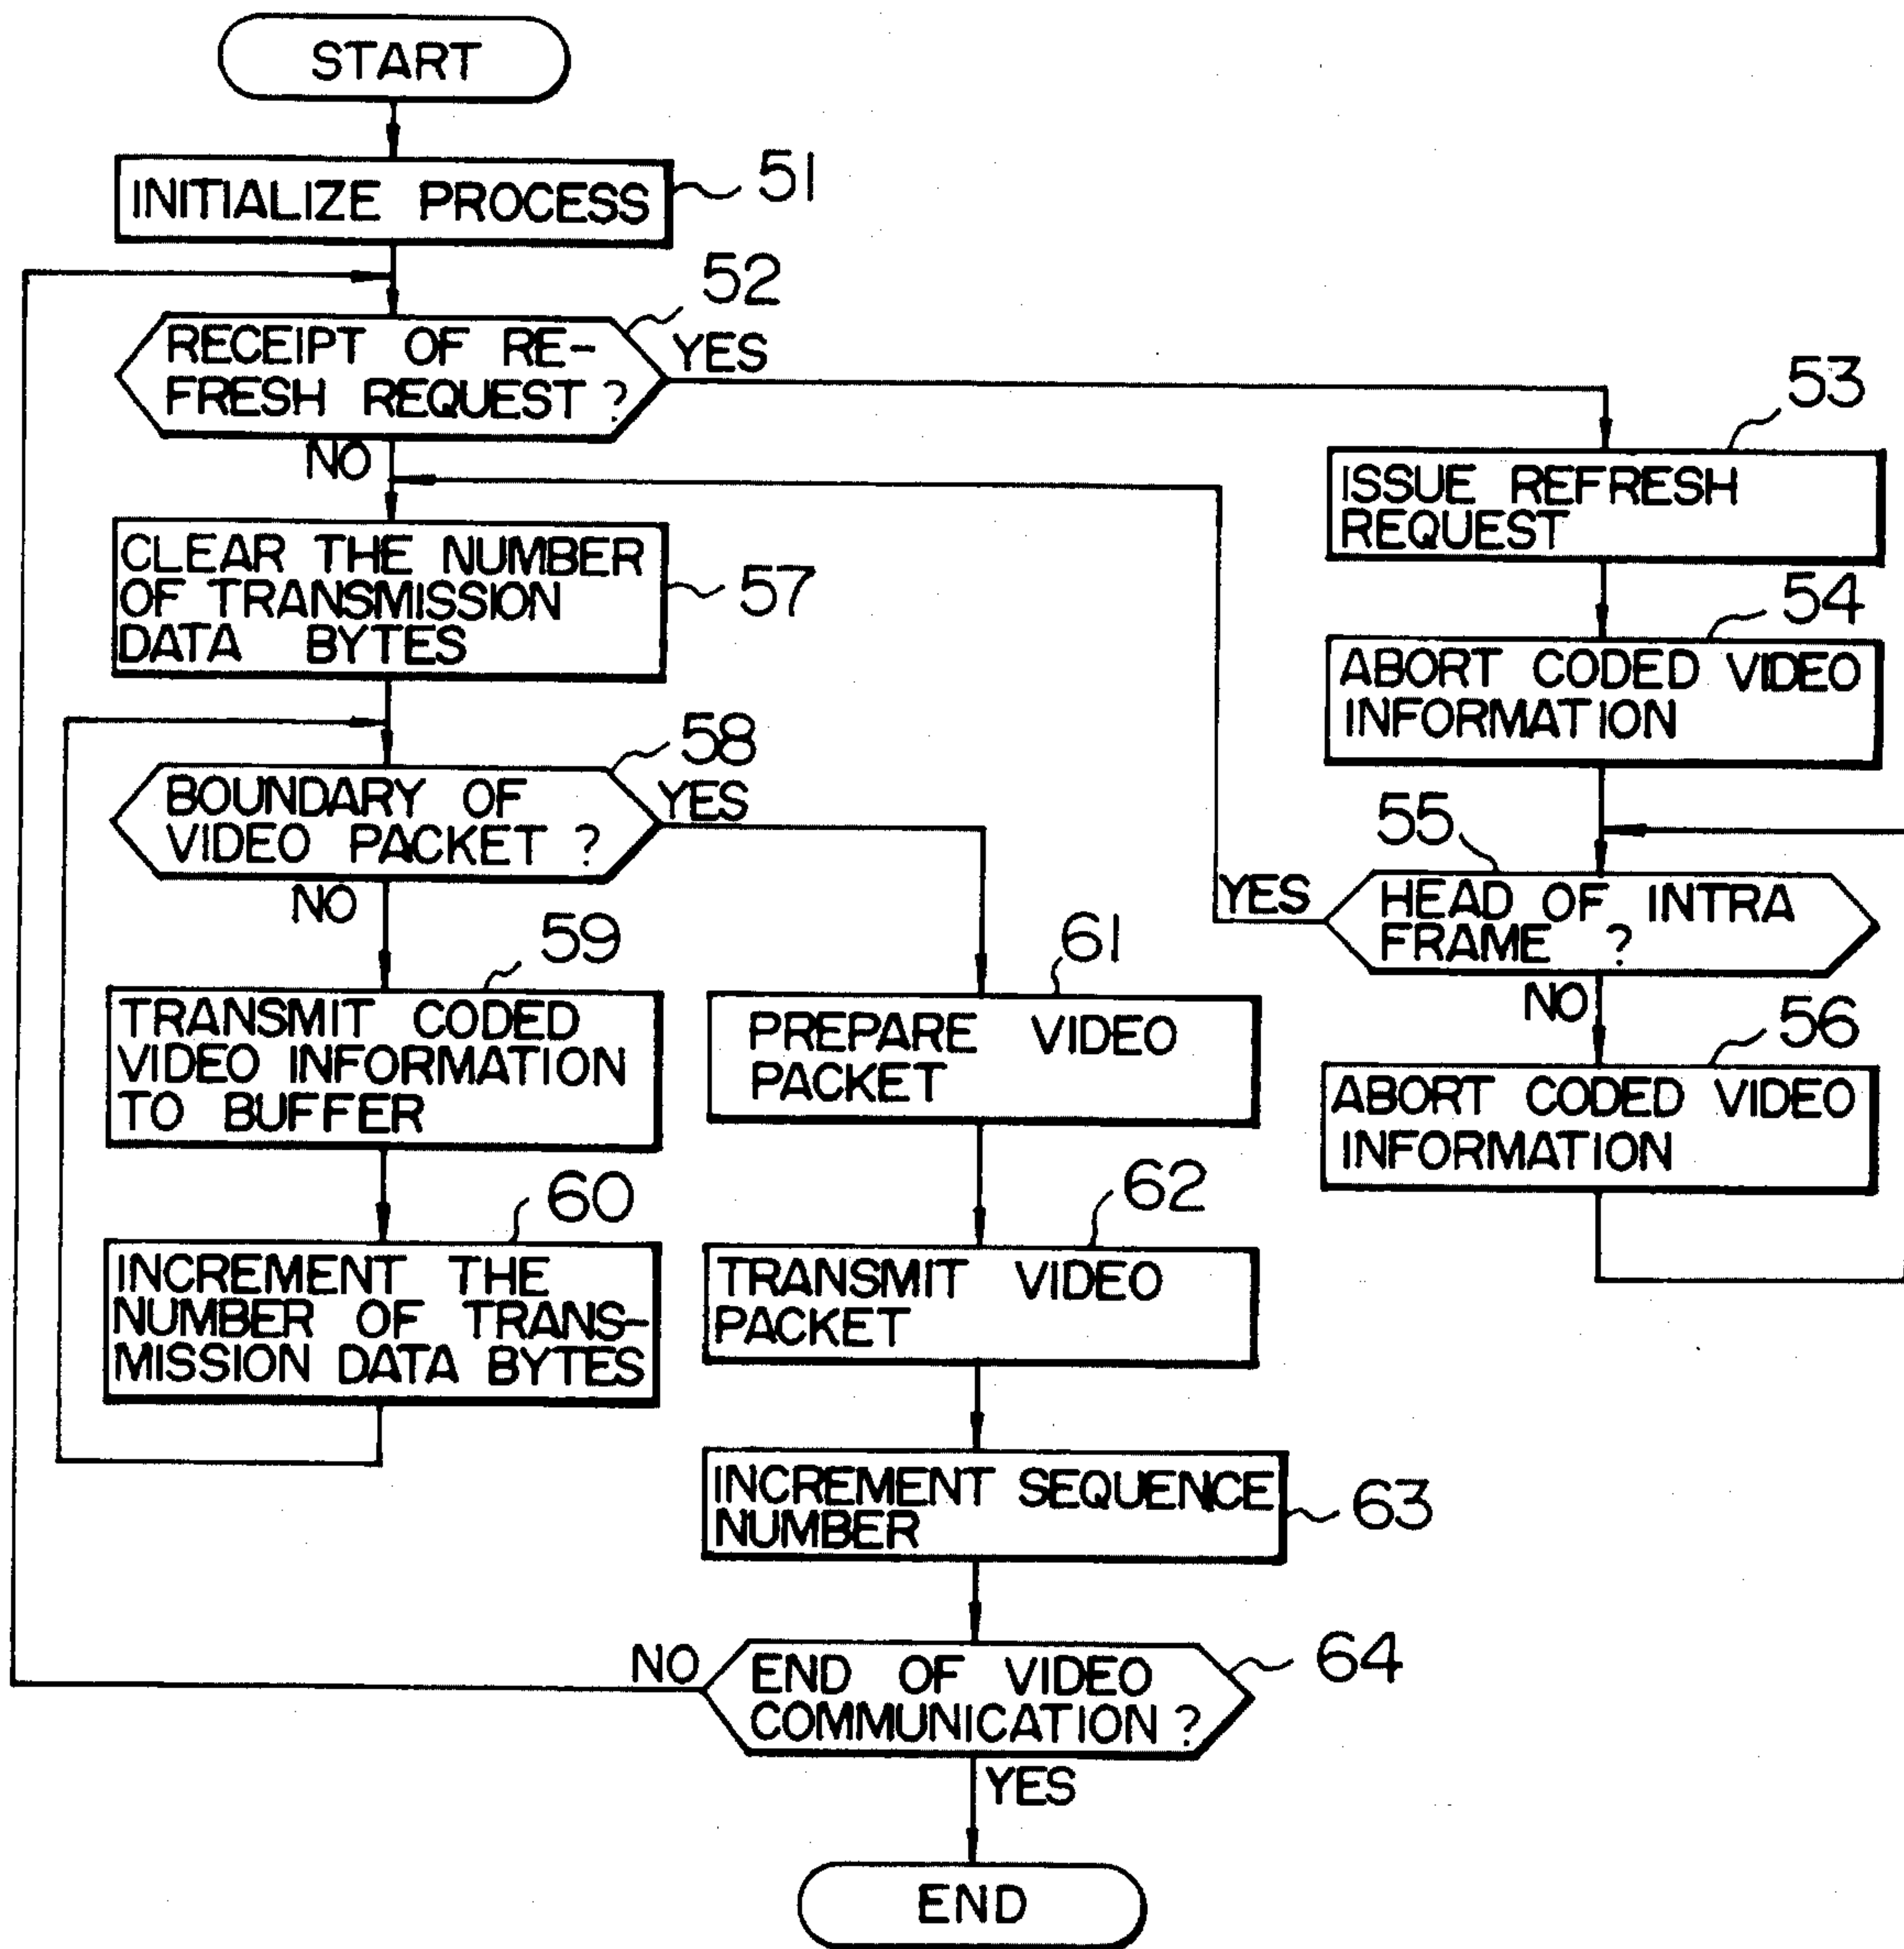 START
INITIALIZE PROCESS
51
RECEIPT OF RE-
FRESH REQUEST ?
52
YES
NO
ISSUE REFRESH
REQUEST
53
ABORT CODED VIDEO
INFORMATION
54
HEAD OF INTRA
FRAME ?
55
YES
NO
ABORT CODED VIDEO
INFORMATION
56
CLEAR THE NUMBER
OF TRANSMISSION
DATA BYTES
57
BOUNDARY OF
VIDEO PACKET ?
58
YES
NO
TRANSMIT CODED
VIDEO INFORMATION
TO BUFFER
59
INCREMENT THE
NUMBER OF TRANS-
MISSION DATA BYTES
60
PREPARE VIDEO
PACKET
61
TRANSMIT VIDEO
PACKET
62
INCREMENT SEQUENCE
NUMBER
63
END OF VIDEO
COMMUNICATION ?
64
NO
YES
END